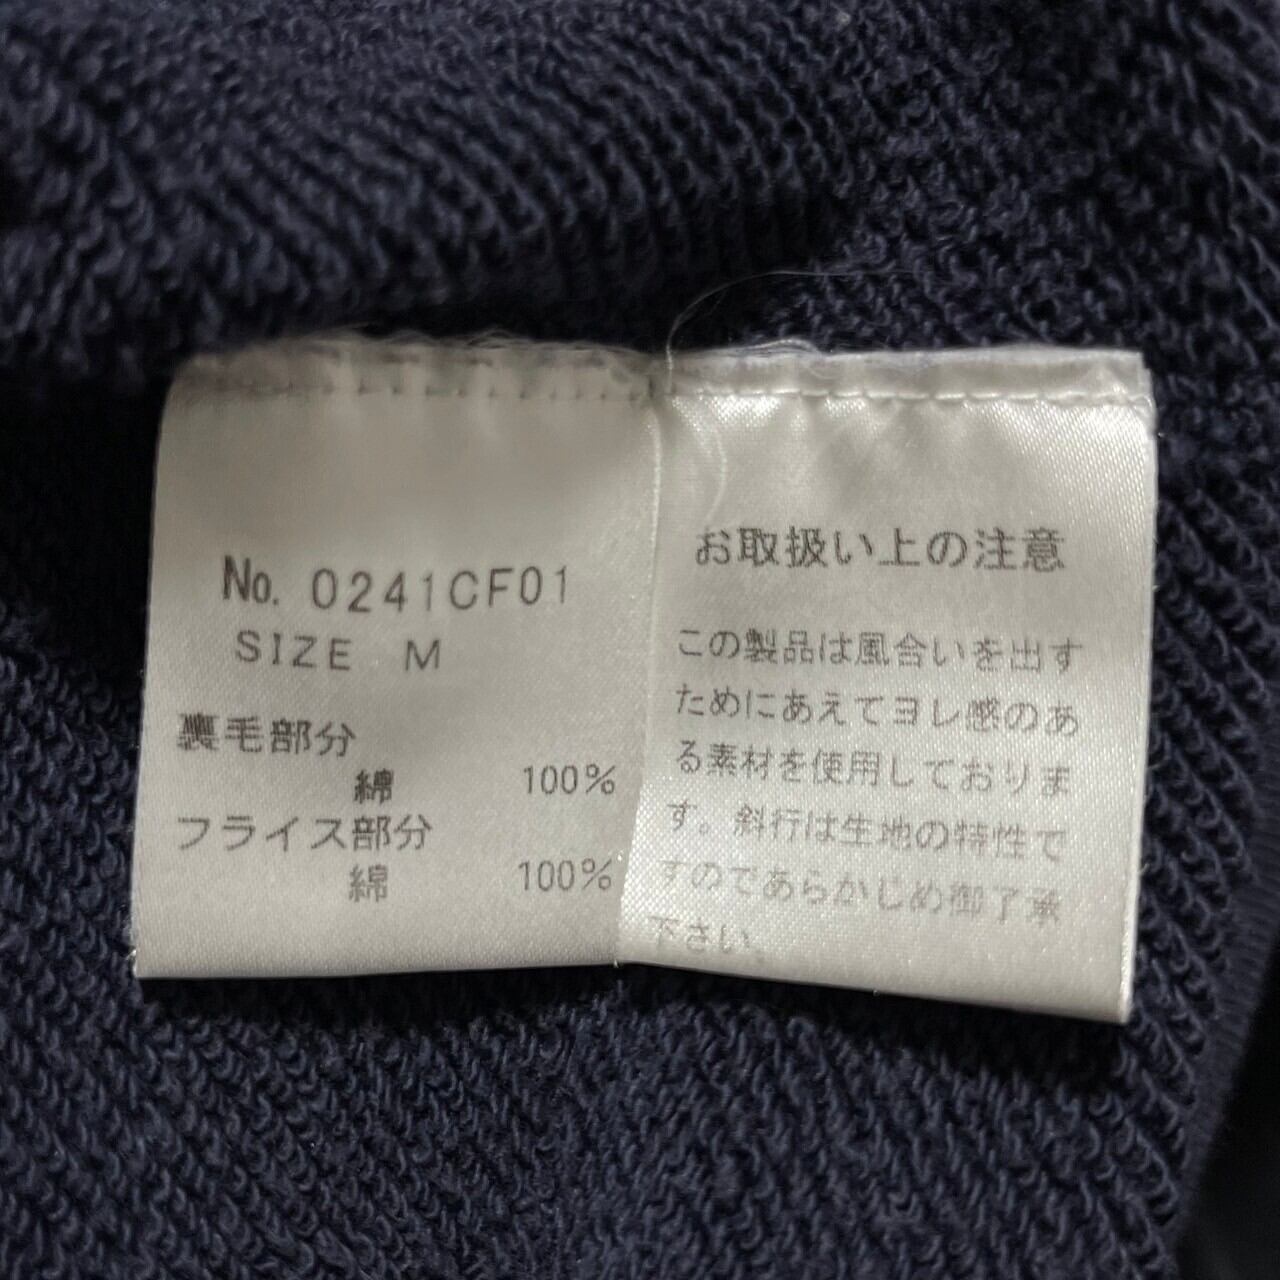 No. 0241CF01
SIZE M
裏毛部分
綿 100%
フライス部分
綿 100%
お取扱い上の注意
この製品は風合いを出す
ためにあえてヨレ感のあ
る素材を使用しておりま
す。斜行は生地の特性で
すのであらかじめ御了承
下さい。